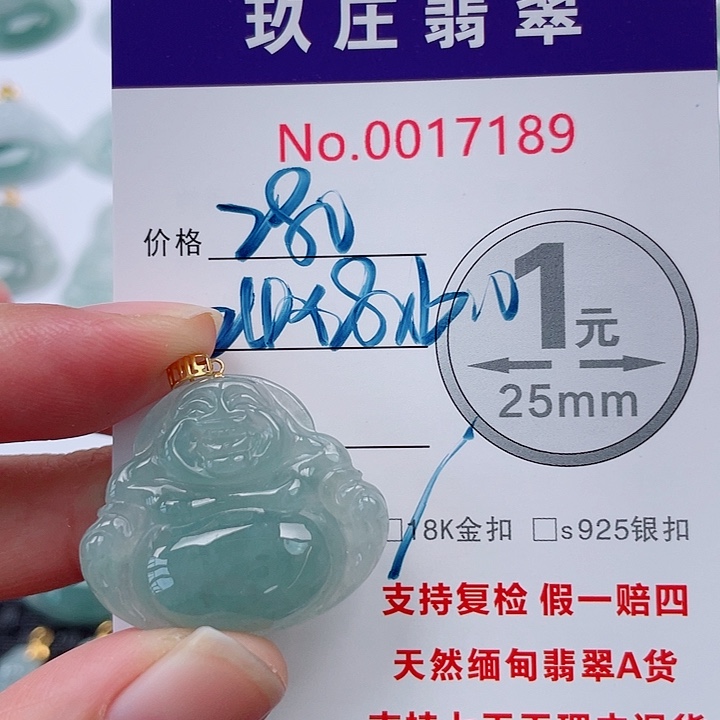 玖庄翡翠
No.0017189
价格 280
1元
25mm
□18K金扣 □s925银扣
支持复检 假一赔四
天然缅甸翡翠A货